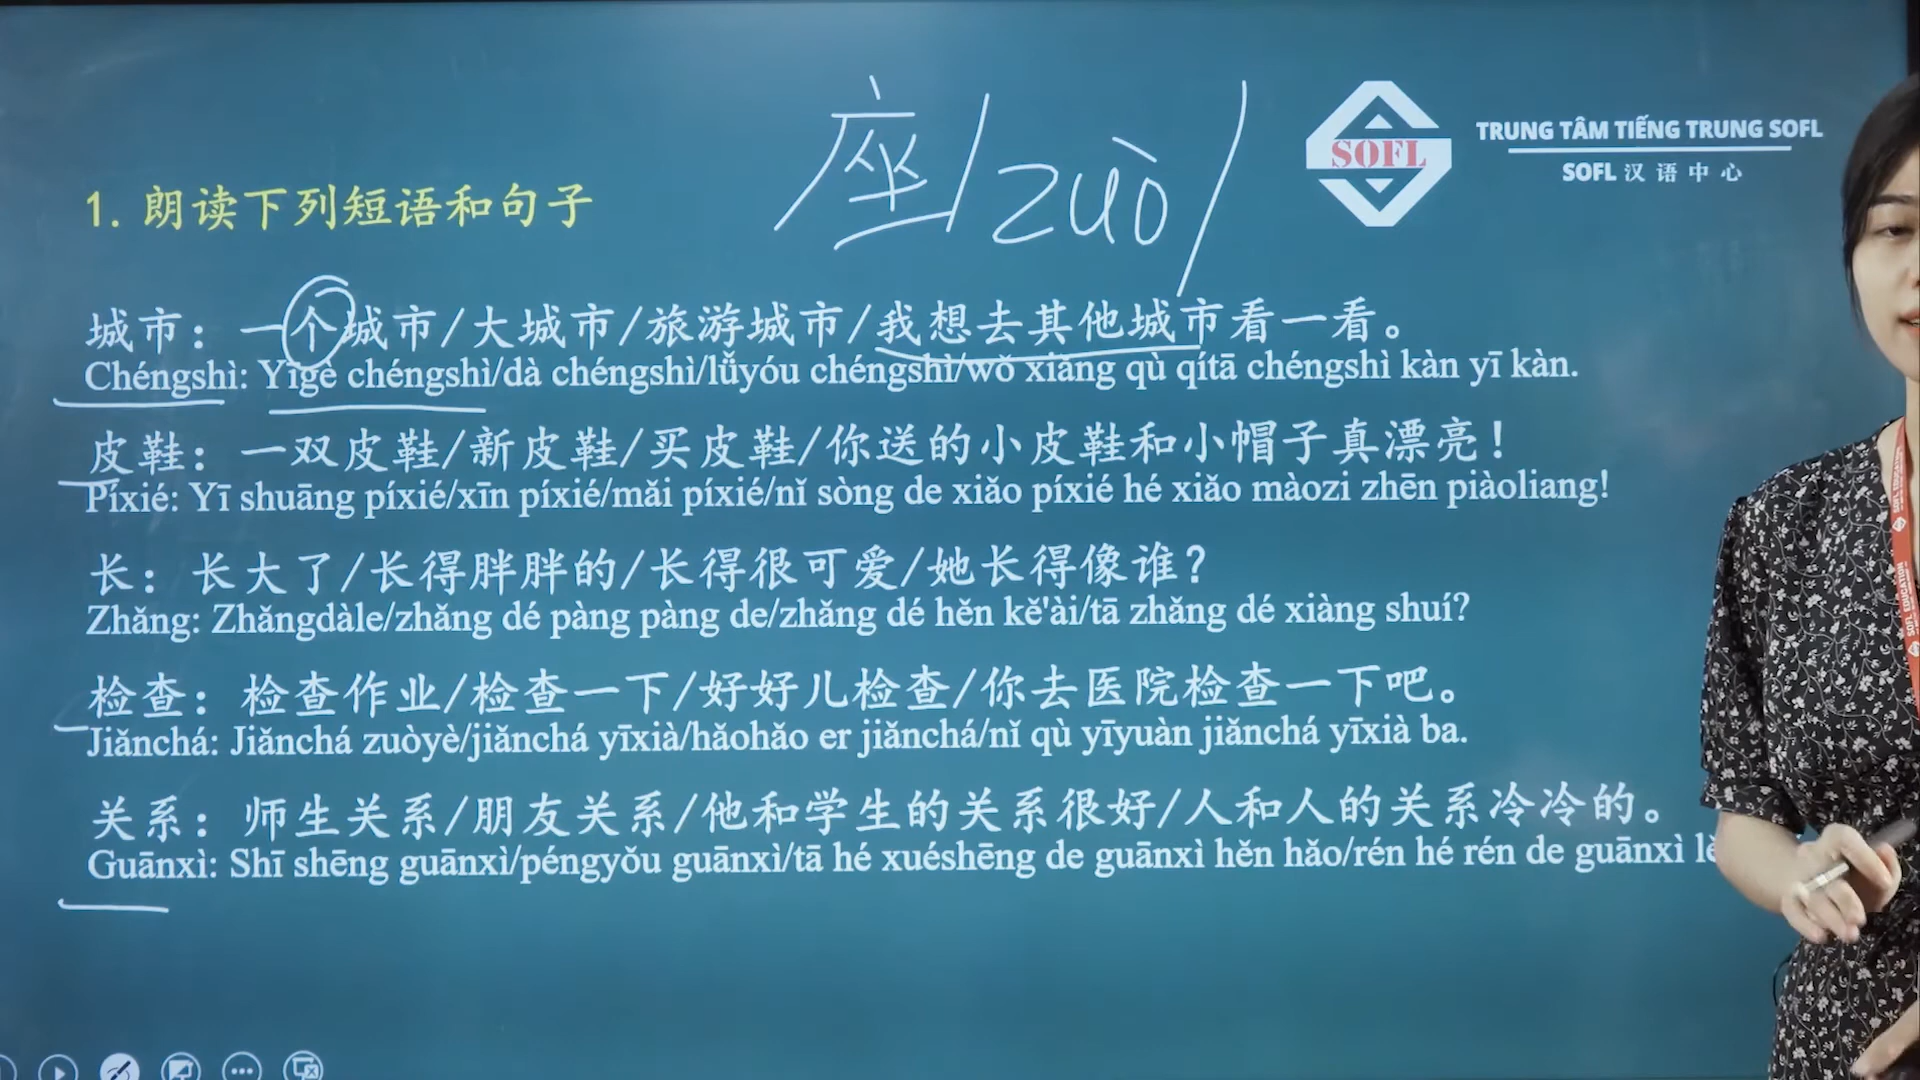 座/zuò/
SOFL
TRUNG TÂM TIẾNG TRUNG SOFL
SOFL 汉语中心
1. 朗读下列短语和句子
城市：一个城市/大城市/旅游城市/我想去其他城市看一看。
Chéngshì: Yīgè chéngshì/dà chéngshì/lǚyóu chéngshì/wǒ xiǎng qù qítā chéngshì kàn yī kàn.
皮鞋：一双皮鞋/新皮鞋/买皮鞋/你送的小皮鞋和小帽子真漂亮！
Píxié: Yī shuāng píxié/xīn píxié/mǎi píxié/nǐ sòng de xiǎo píxié hé xiǎo màozi zhēn piàoliang!
长：长大了/长得胖胖的/长得很可爱/她长得像谁？
Zhǎng: Zhǎngdàle/zhǎng dé pàng pàng de/zhǎng dé hěn kě'ài/tā zhǎng dé xiàng shuí?
检查：检查作业/检查一下/好好儿检查/你去医院检查一下吧。
Jiǎnchá: Jiǎnchá zuòyè/jiǎnchá yīxià/hǎohǎo er jiǎnchá/nǐ qù yīyuàn jiǎnchá yīxià ba.
关系：师生关系/朋友关系/他和学生的关系很好/人和人的关系冷冷的。
Guānxì: Shī shēng guānxì/péngyǒu guānxì/tā hé xuéshēng de guānxì hěn hǎo/rén hé rén de guānxì
SOFL EDUCATION